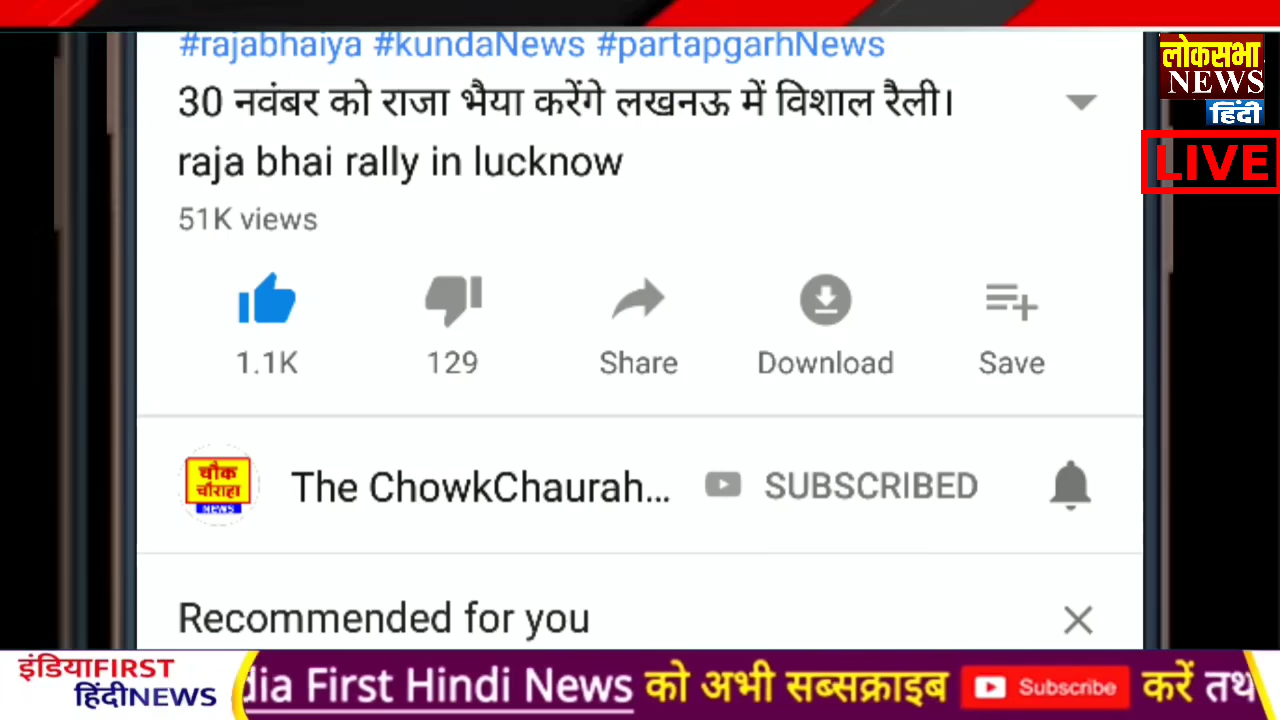 #rajabhaiya #kundaNews #partapgarhNews
30 नवंबर को राजा भैया करेंगे लखनऊ में विशाल रैली।
raja bhai rally in lucknow
51K views
1.1K 129 Share Download Save
चौक
चौराहा
NEWS
The ChowkChaurah... SUBSCRIBED
Recommended for you
लोकसभा
NEWS
हिंदी
LIVE
इंडियाFIRST
हिंदीNEWS
dia First Hindi News को अभी सब्सक्राइब Subscribe करें तथ